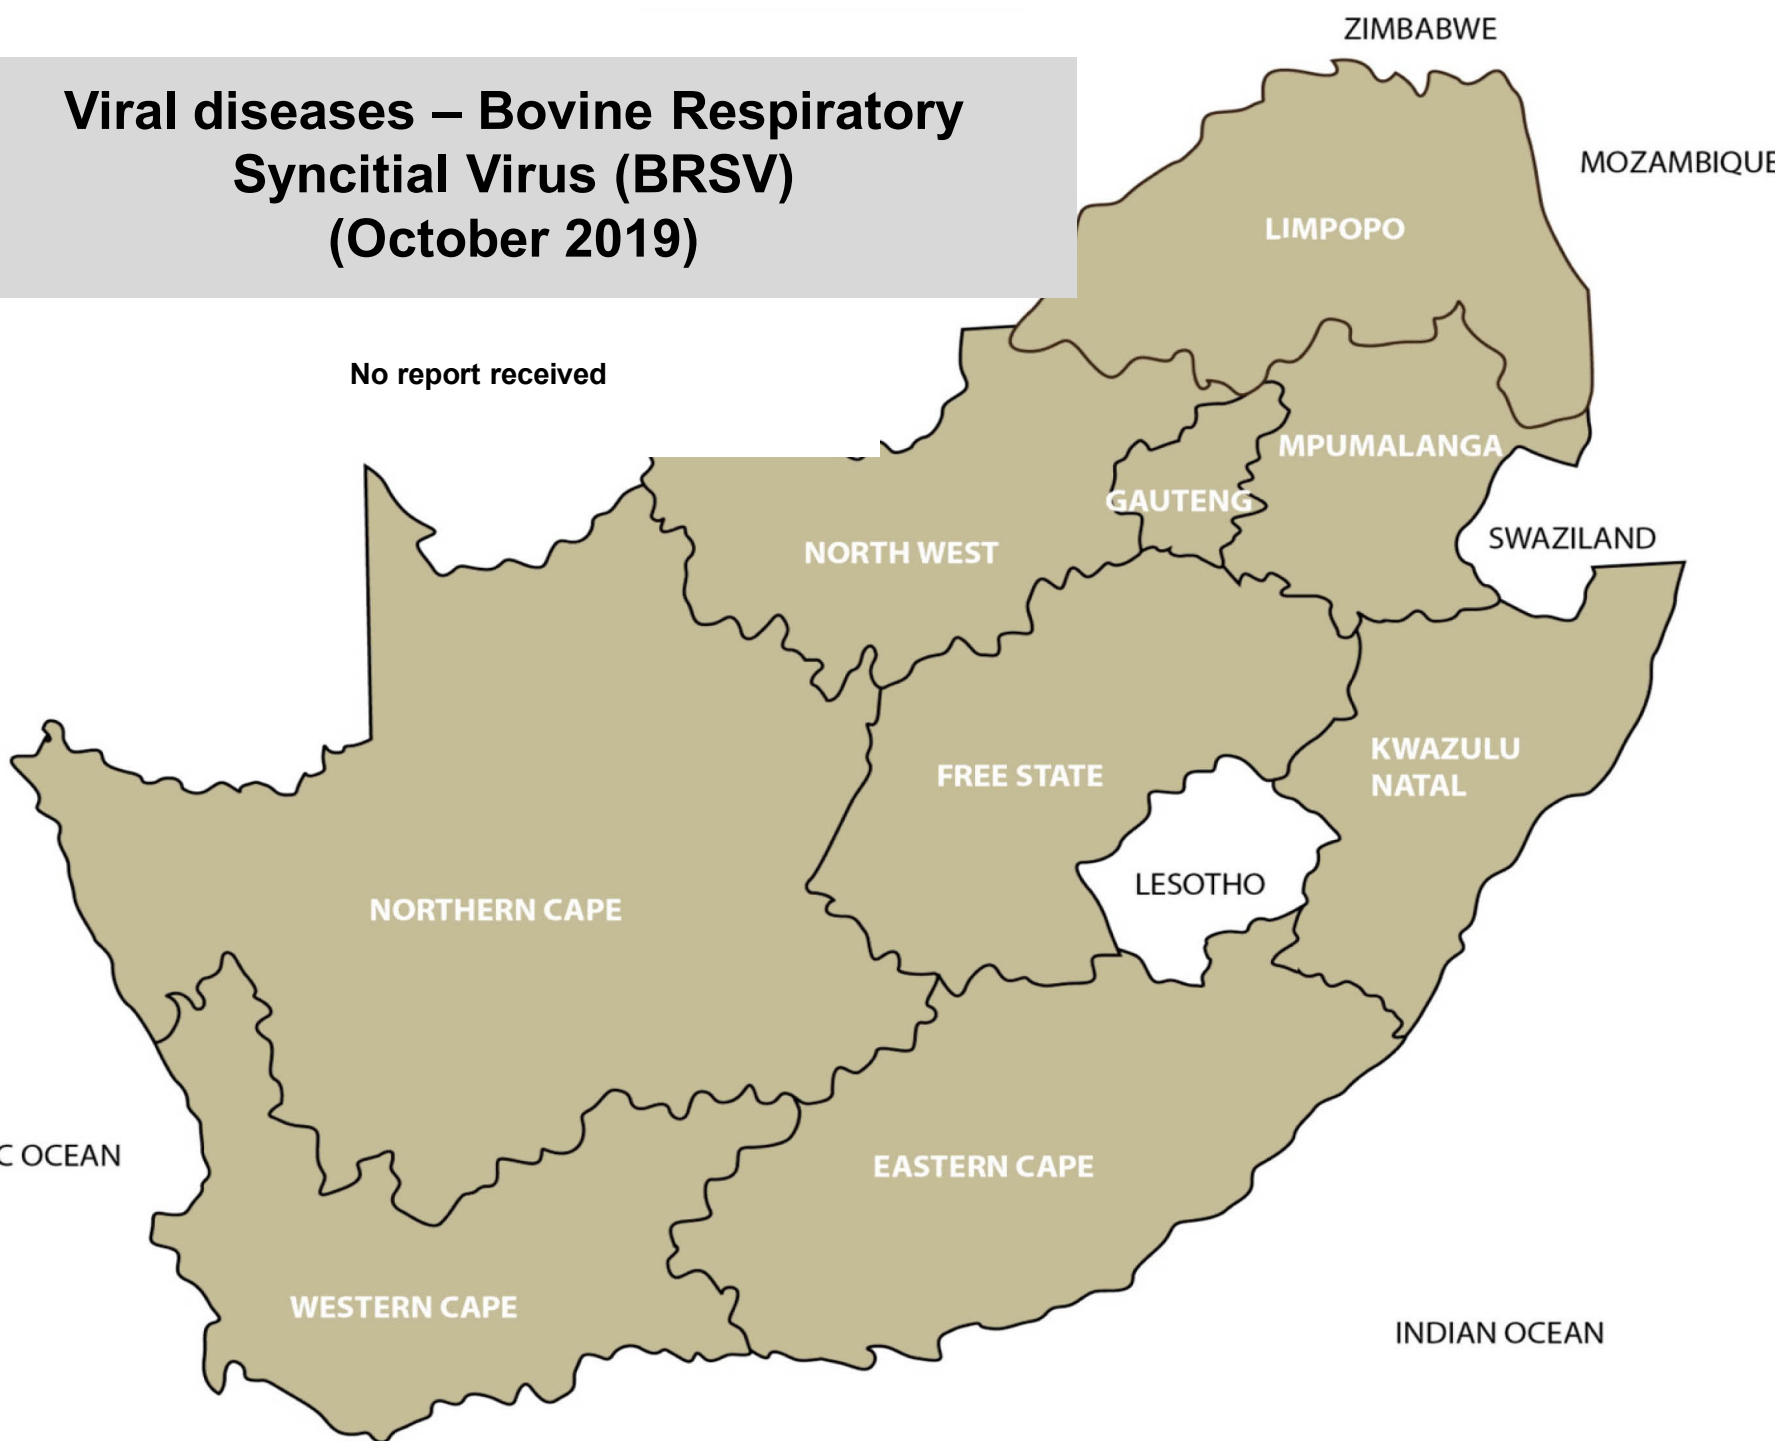 ZIMBABWE
Viral diseases – Bovine Respiratory
Syncitial Virus (BRSV)
(October 2019)
MOZAMBIQUE
LIMPOPO
No report received
MPUMALANGA
GAUTENG
SWAZILAND
NORTH WEST
KWAZULU
NATAL
FREE STATE
LESOTHO
NORTHERN CAPE
C OCEAN
EASTERN CAPE
WESTERN CAPE
INDIAN OCEAN